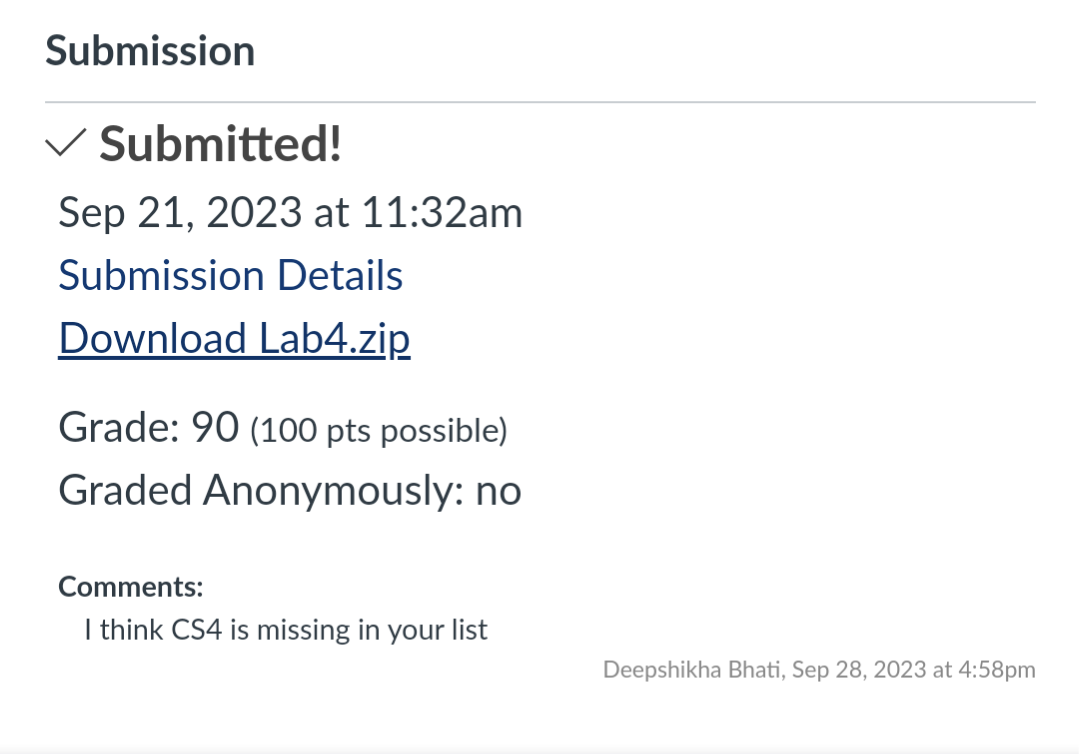 Submission
Submitted!
Sep 21, 2023 at 11:32am
Submission Details
Download Lab4.zip
Grade: 90 (100 pts possible)
Graded Anonymously: no
Comments:
I think CS4 is missing in your list
Deepshikha Bhati, Sep 28, 2023 at 4:58pm